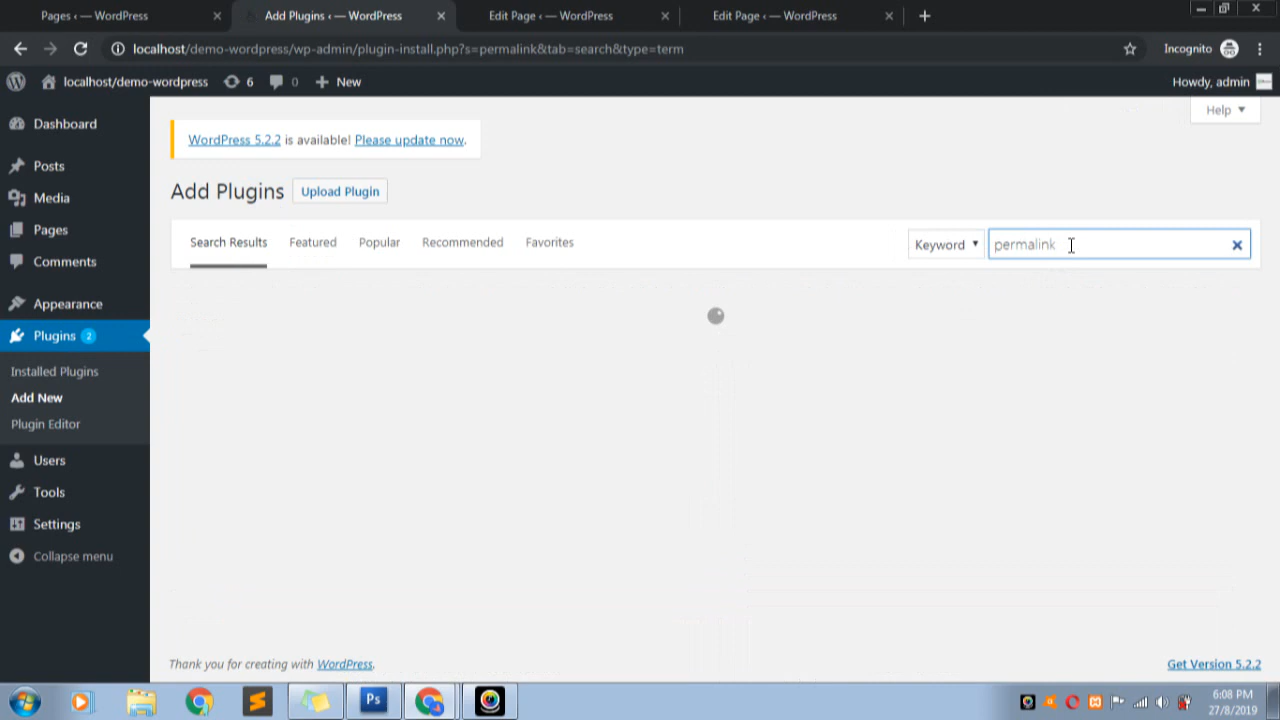 Pages ‹ — WordPress
Add Plugins ‹ — WordPress
Edit Page ‹ — WordPress
Edit Page ‹ — WordPress
localhost/demo-wordpress/wp-admin/plugin-install.php?s=permalink&tab=search&type=term
Incognito
localhost/demo-wordpress
6
0
New
Howdy, admin
Dashboard
Posts
Media
Pages
Comments
Appearance
Plugins 2
Installed Plugins
Add New
Plugin Editor
Users
Tools
Settings
Collapse menu
Help
WordPress 5.2.2 is available! Please update now.
Add Plugins Upload Plugin
Search Results Featured Popular Recommended Favorites
Keyword permalink
Thank you for creating with WordPress.
Get Version 5.2.2
Ps
6:08 PM
27/8/2019